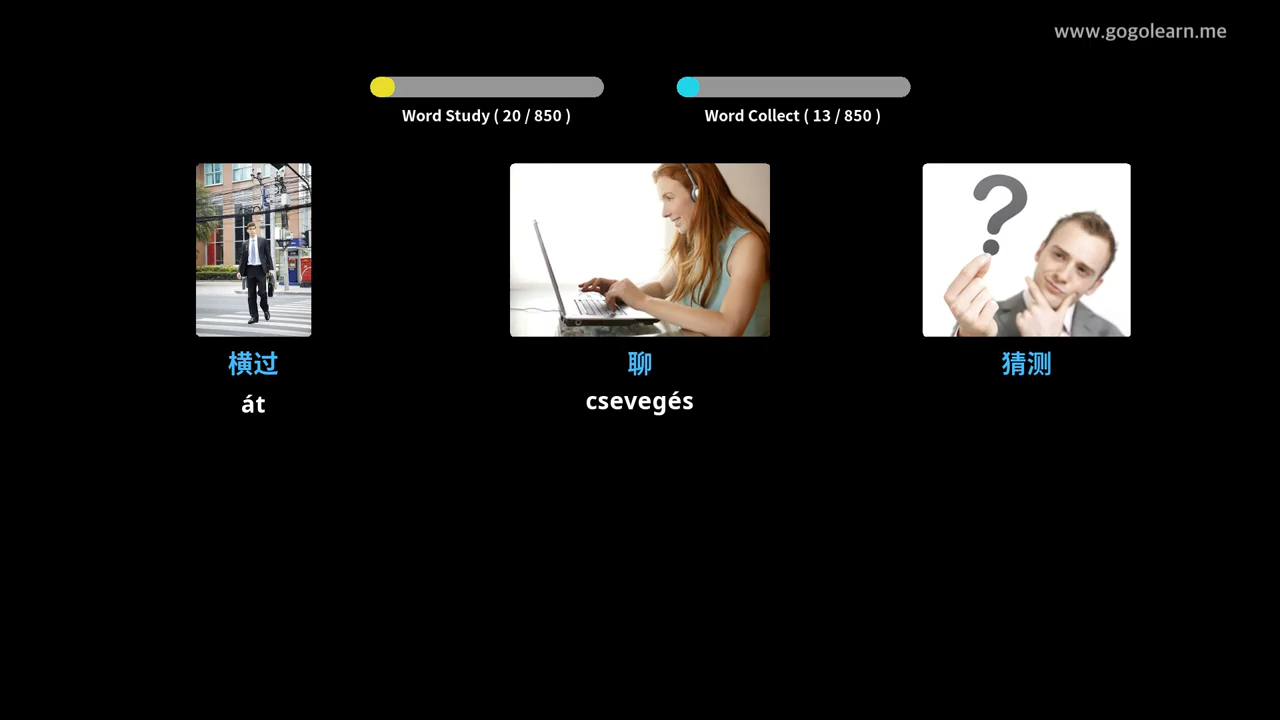 www.gogolearn.me
Word Study ( 20 / 850 )
Word Collect ( 13 / 850 )
横过
聊
猜测
át
csevegés